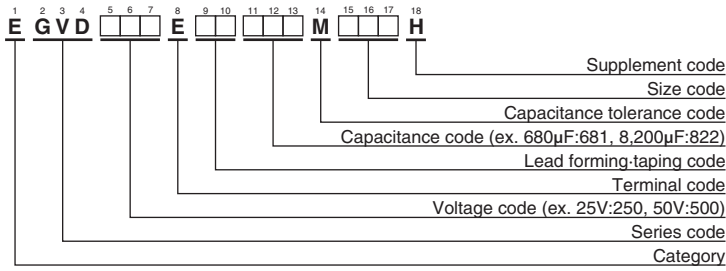 1 2 3 4 5 6 7 8 9 10 11 12 13 14 15 16 17 18
E G V D □□□ E □□ □□□ M □□□ H
Supplement code
Size code
Capacitance tolerance code
Capacitance code (ex. 680µF:681, 8,200µF:822)
Lead forming·taping code
Terminal code
Voltage code (ex. 25V:250, 50V:500)
Series code
Category